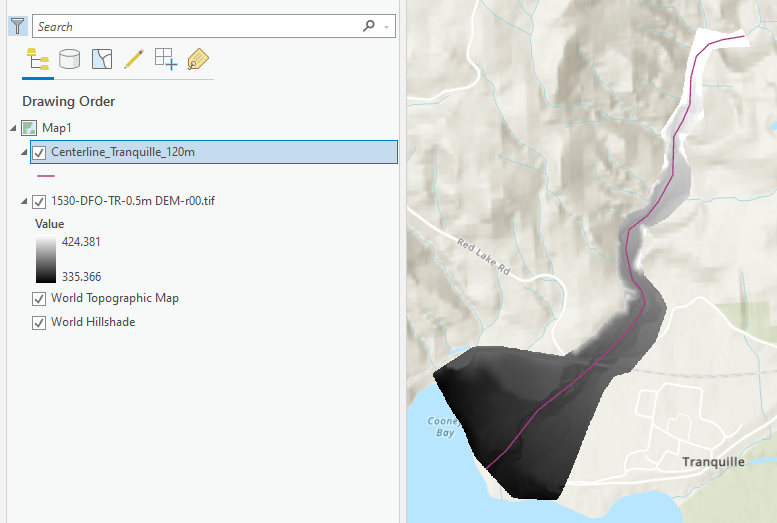 Search
Drawing Order
Map1
Centerline_Tranquille_120m
1530-DFO-TR-0.5m DEM-r00.tif
Value
424.381
335.366
World Topographic Map
World Hillshade
Red Lake Rd
Cooney
Bay
Tranquille